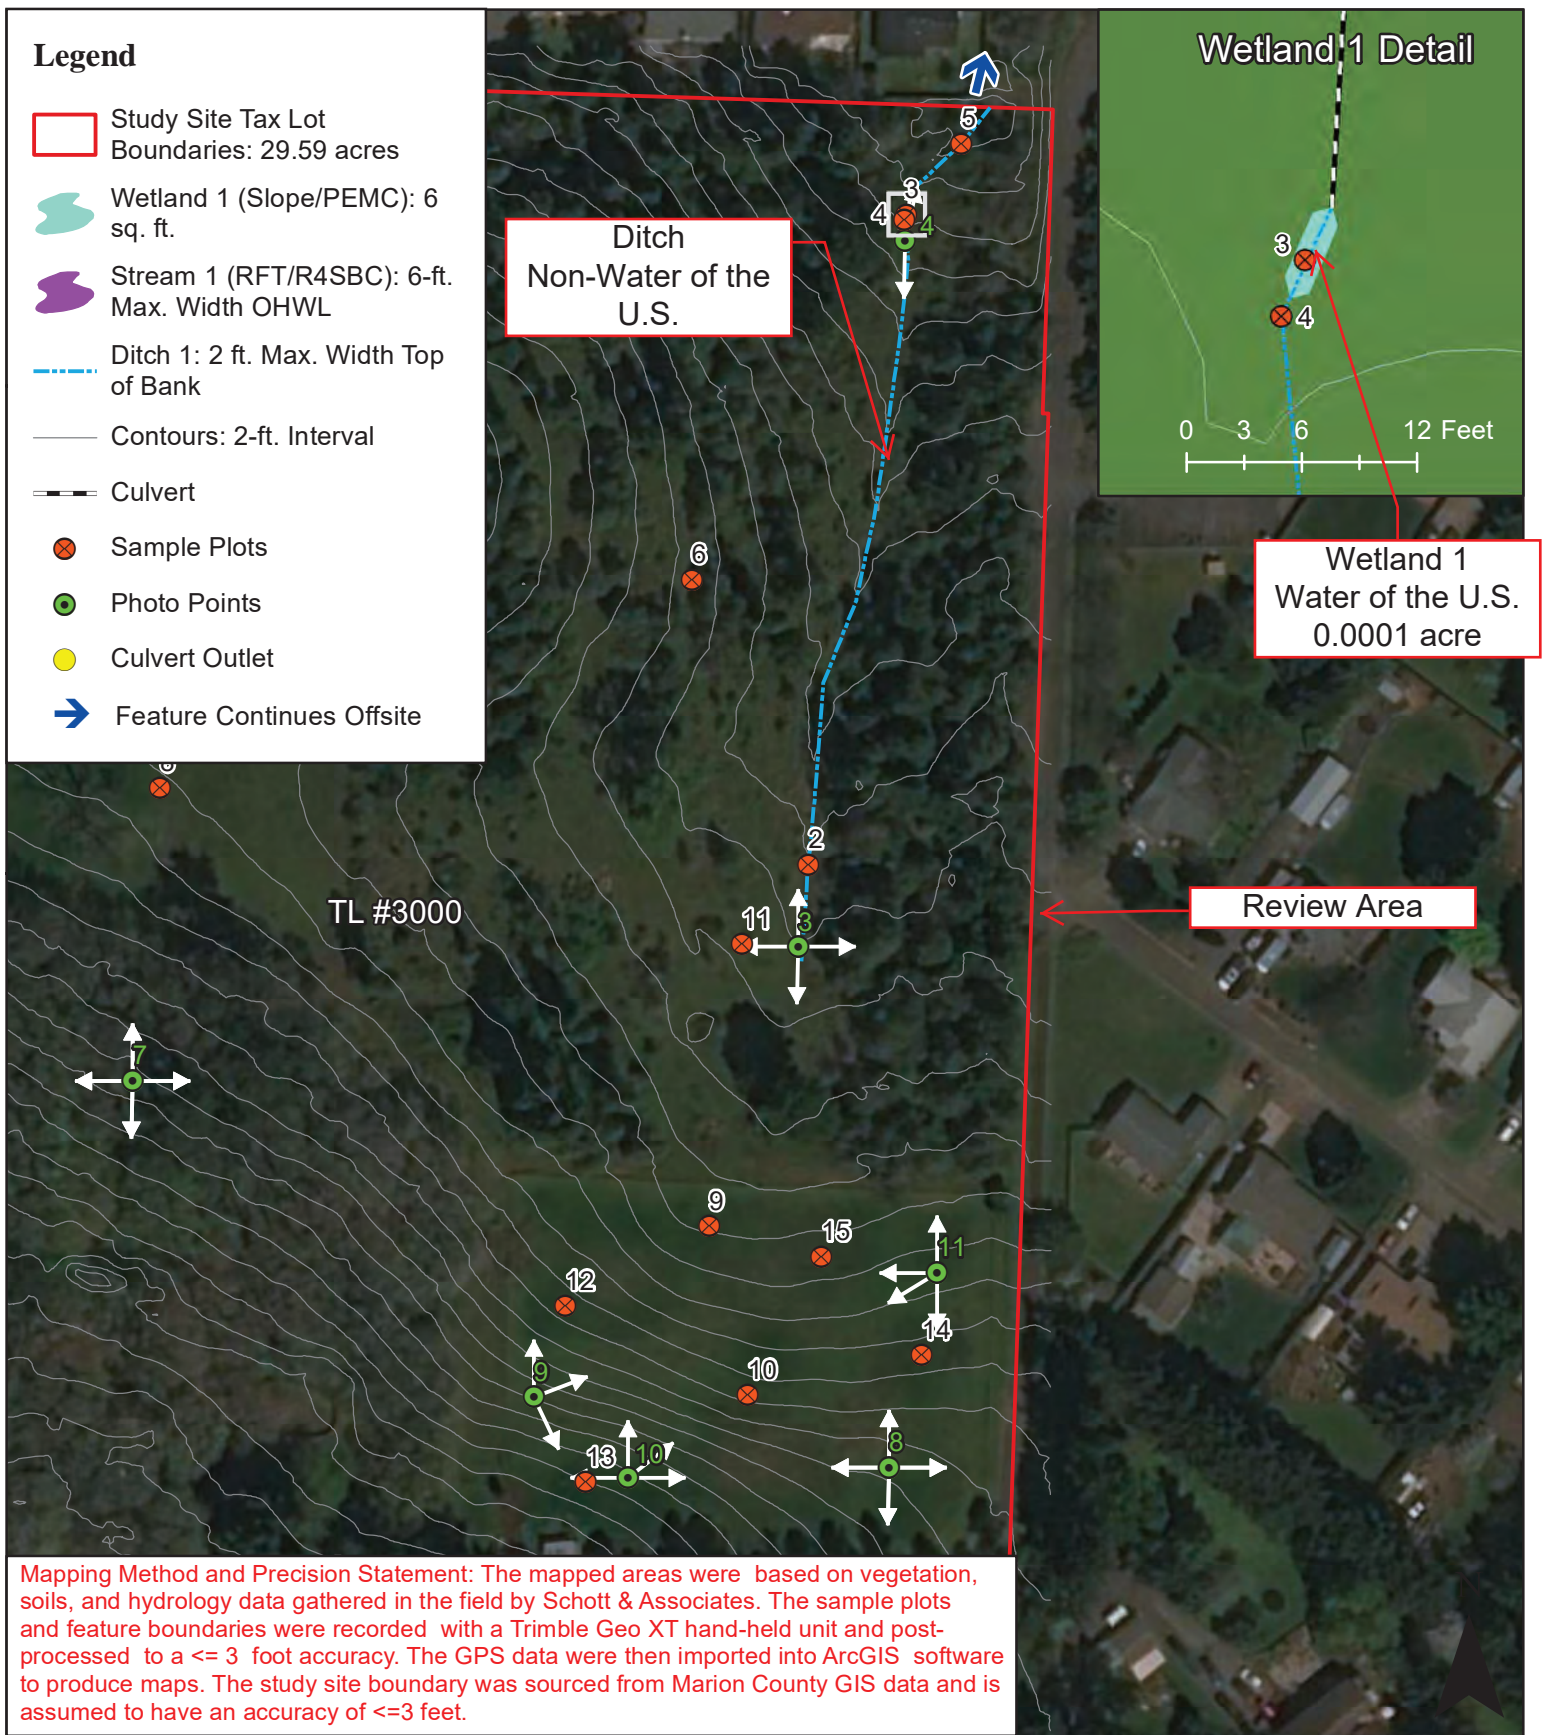 Legend
Study Site Tax Lot
Boundaries: 29.59 acres
Wetland 1 (Slope/PEMC): 6
sq. ft.
Stream 1 (RFT/R4SBC): 6-ft.
Max. Width OHWL
Ditch 1: 2 ft. Max. Width Top
of Bank
Contours: 2-ft. Interval
Culvert
Sample Plots
Photo Points
Culvert Outlet
Feature Continues Offsite
Wetland 1 Detail
3
4
0 3 6 12 Feet
Wetland 1
Water of the U.S.
0.0001 acre
Ditch
Non-Water of the
U.S.
5
3
4
4
6
2
TL #3000
11
3
Review Area
7
9
15
11
12
14
9
10
8
13
10
Mapping Method and Precision Statement: The mapped areas were based on vegetation,
soils, and hydrology data gathered in the field by Schott & Associates. The sample plots
and feature boundaries were recorded with a Trimble Geo XT hand-held unit and post-
processed to a <= 3 foot accuracy. The GPS data were then imported into ArcGIS software
to produce maps. The study site boundary was sourced from Marion County GIS data and is
assumed to have an accuracy of <=3 feet.